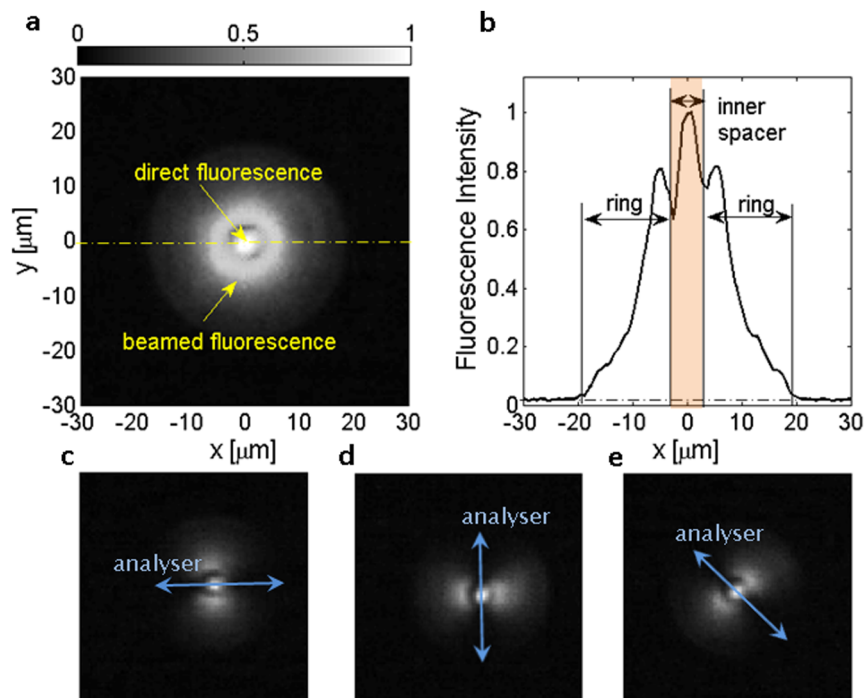 a
0 0.5 1
30
20
10
0
-10
-20
-30
y [μm]
direct fluorescence
beamed fluorescence
-30 -20 -10 0 10 20 30
x [μm]
b
1
0.8
0.6
0.4
0.2
0
Fluorescence Intensity
inner
spacer
ring ring
-30 -20 -10 0 10 20 30
x [μm]
c
analyser
d
analyser
e
analyser